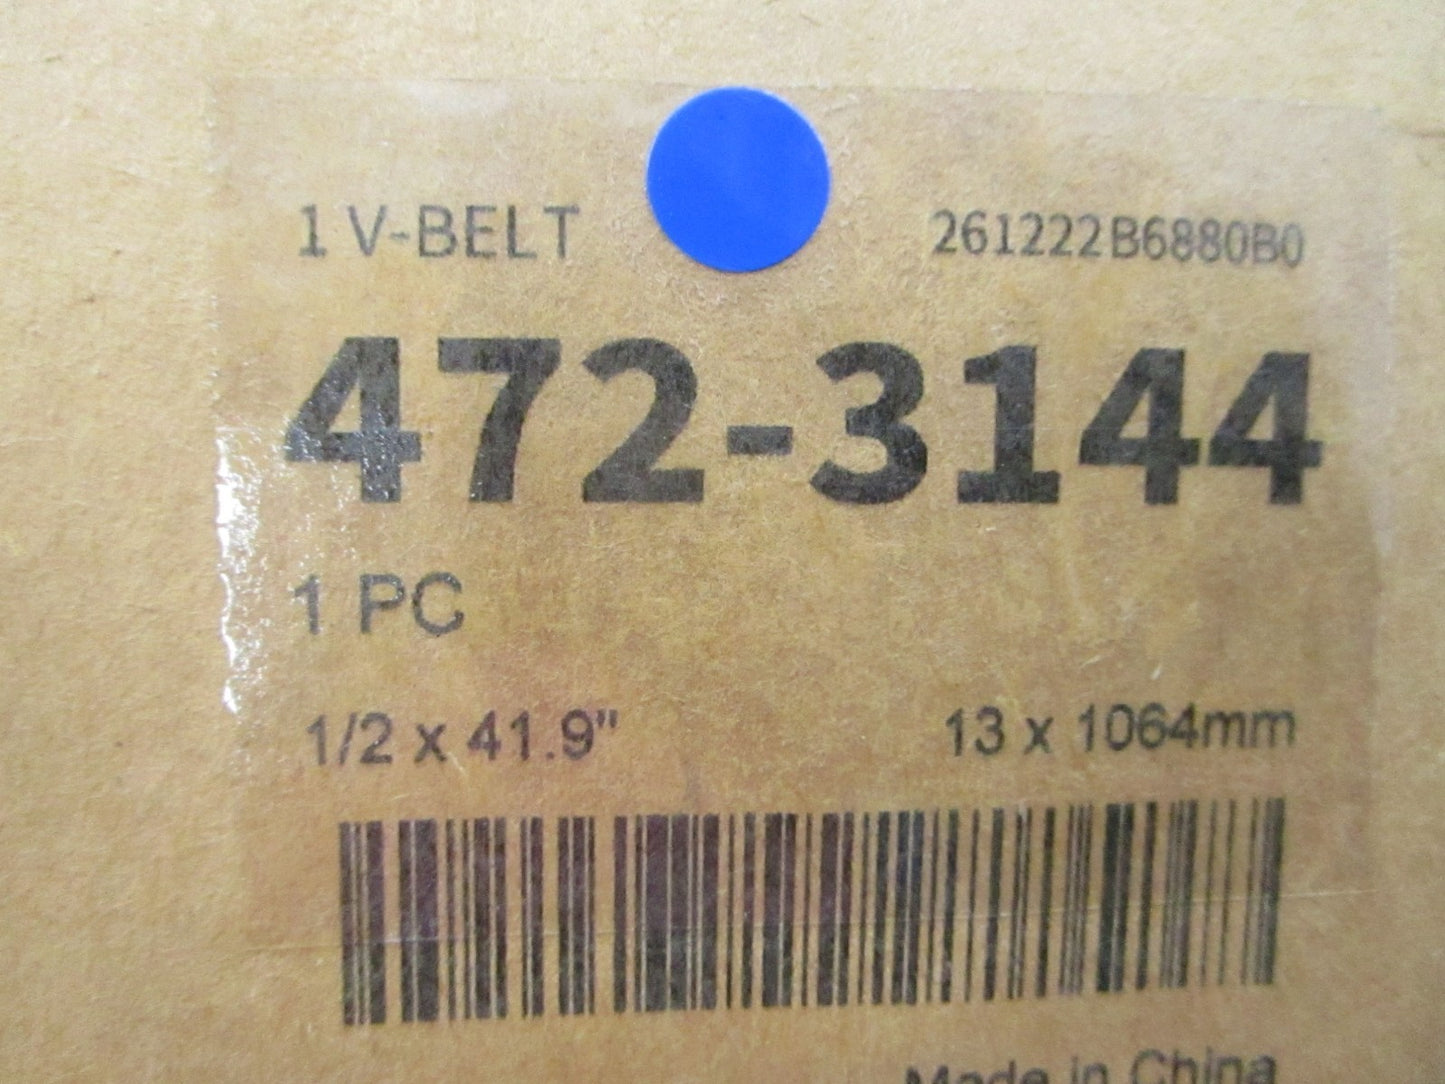 1 V-BELT 261222B6880B0
472-3144
1 PC
1/2 x 41.9" 13 x 1064mm
Made in China